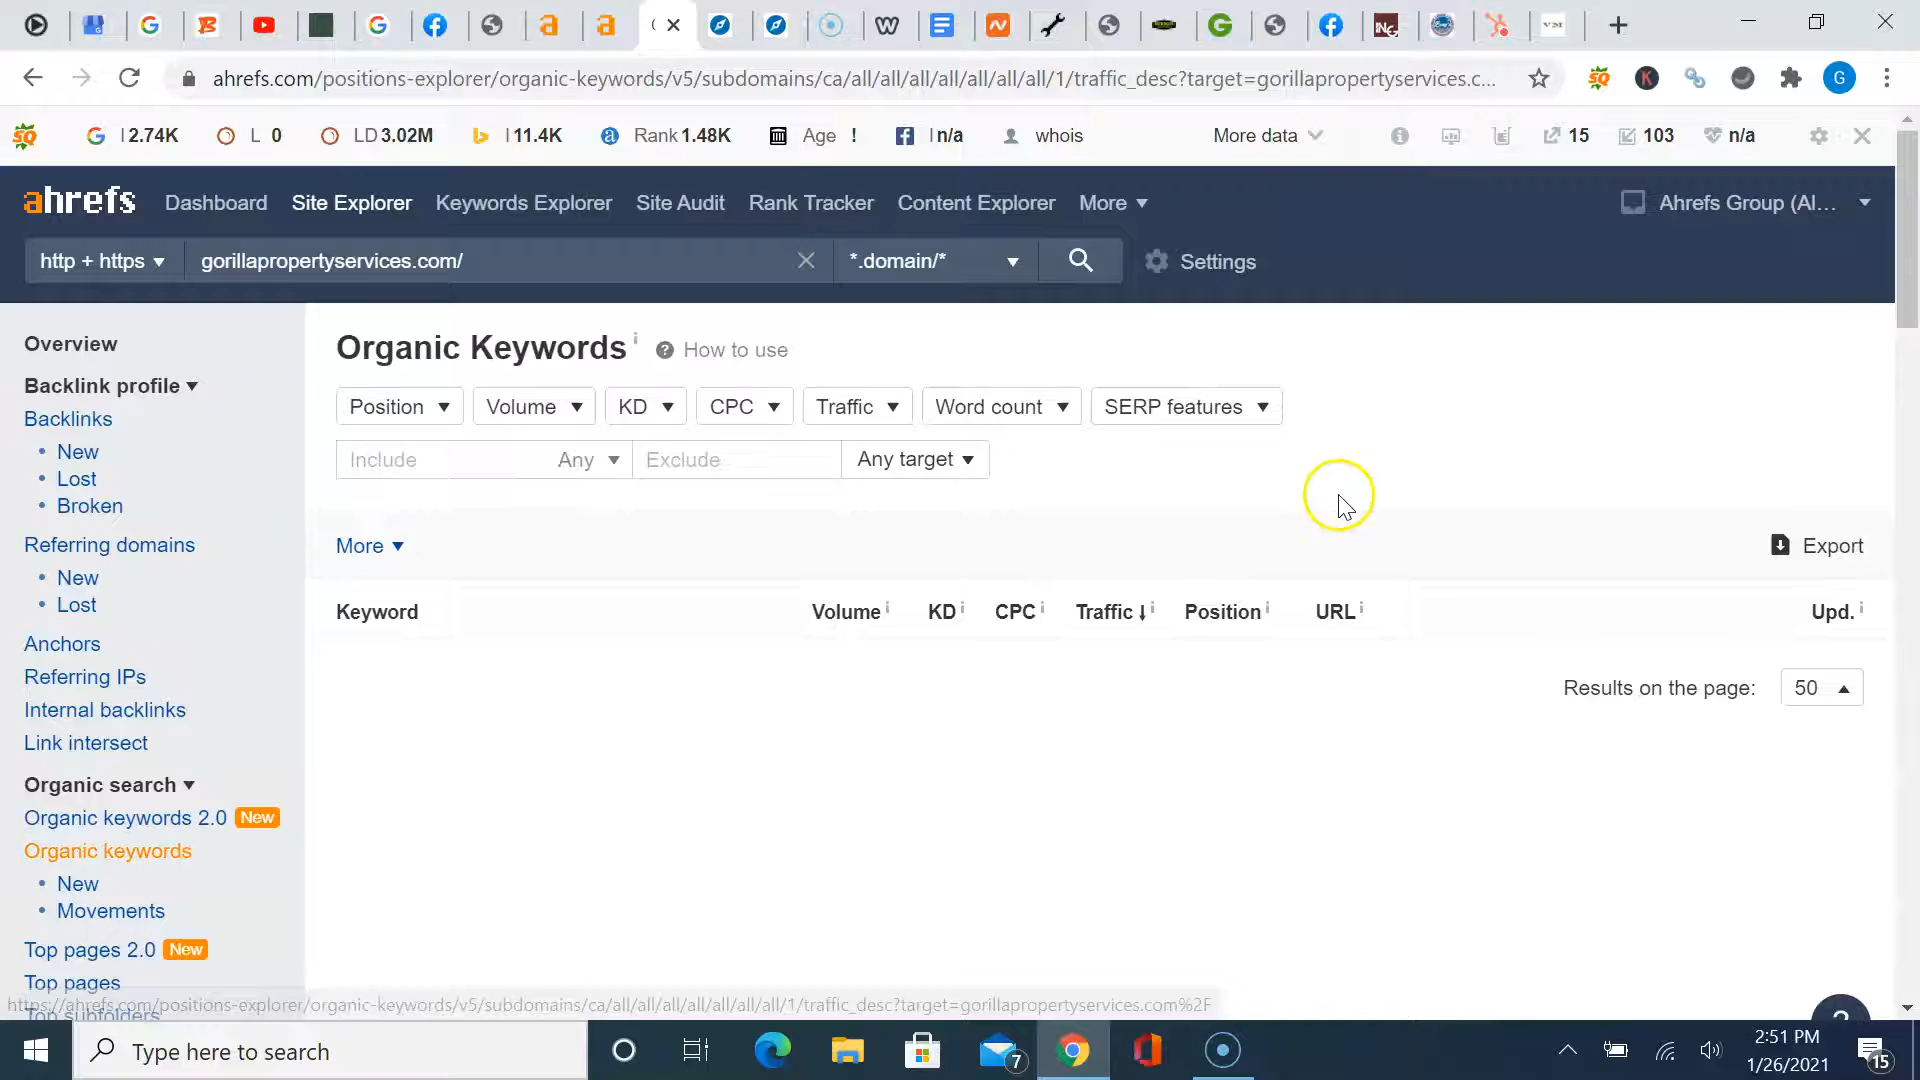 ahrefs.com/positions-explorer/organic-keywords/v5/subdomains/ca/all/all/all/all/all/all/all/1/traffic_desc?target=gorillapropertyservices.c...
SQ K G
SQ I 2.74K L 0 LD 3.02M I 11.4K Rank 1.48K Age ! I n/a whois More data 15 103 n/a
ahrefs Dashboard Site Explorer Keywords Explorer Site Audit Rank Tracker Content Explorer More Ahrefs Group (Al...
http + https gorillapropertyservices.com/ *.domain/* Settings
Overview
Backlink profile
Backlinks
• New
• Lost
• Broken
Referring domains
• New
• Lost
Anchors
Referring IPs
Internal backlinks
Link intersect
Organic search
Organic keywords 2.0 New
Organic keywords
• New
• Movements
Top pages 2.0 New
Top pages
Top subfolders
Organic Keywords i ? How to use
Position Volume KD CPC Traffic Word count SERP features
Include Any Exclude Any target
More Export
Keyword Volume i KD i CPC i Traffic ↓ i Position i URL i Upd. i
Results on the page: 50
?
https://ahrefs.com/positions-explorer/organic-keywords/v5/subdomains/ca/all/all/all/all/all/all/all/1/traffic_desc?target=gorillapropertyservices.com%2F
Type here to search 7 2:51 PM
1/26/2021 15